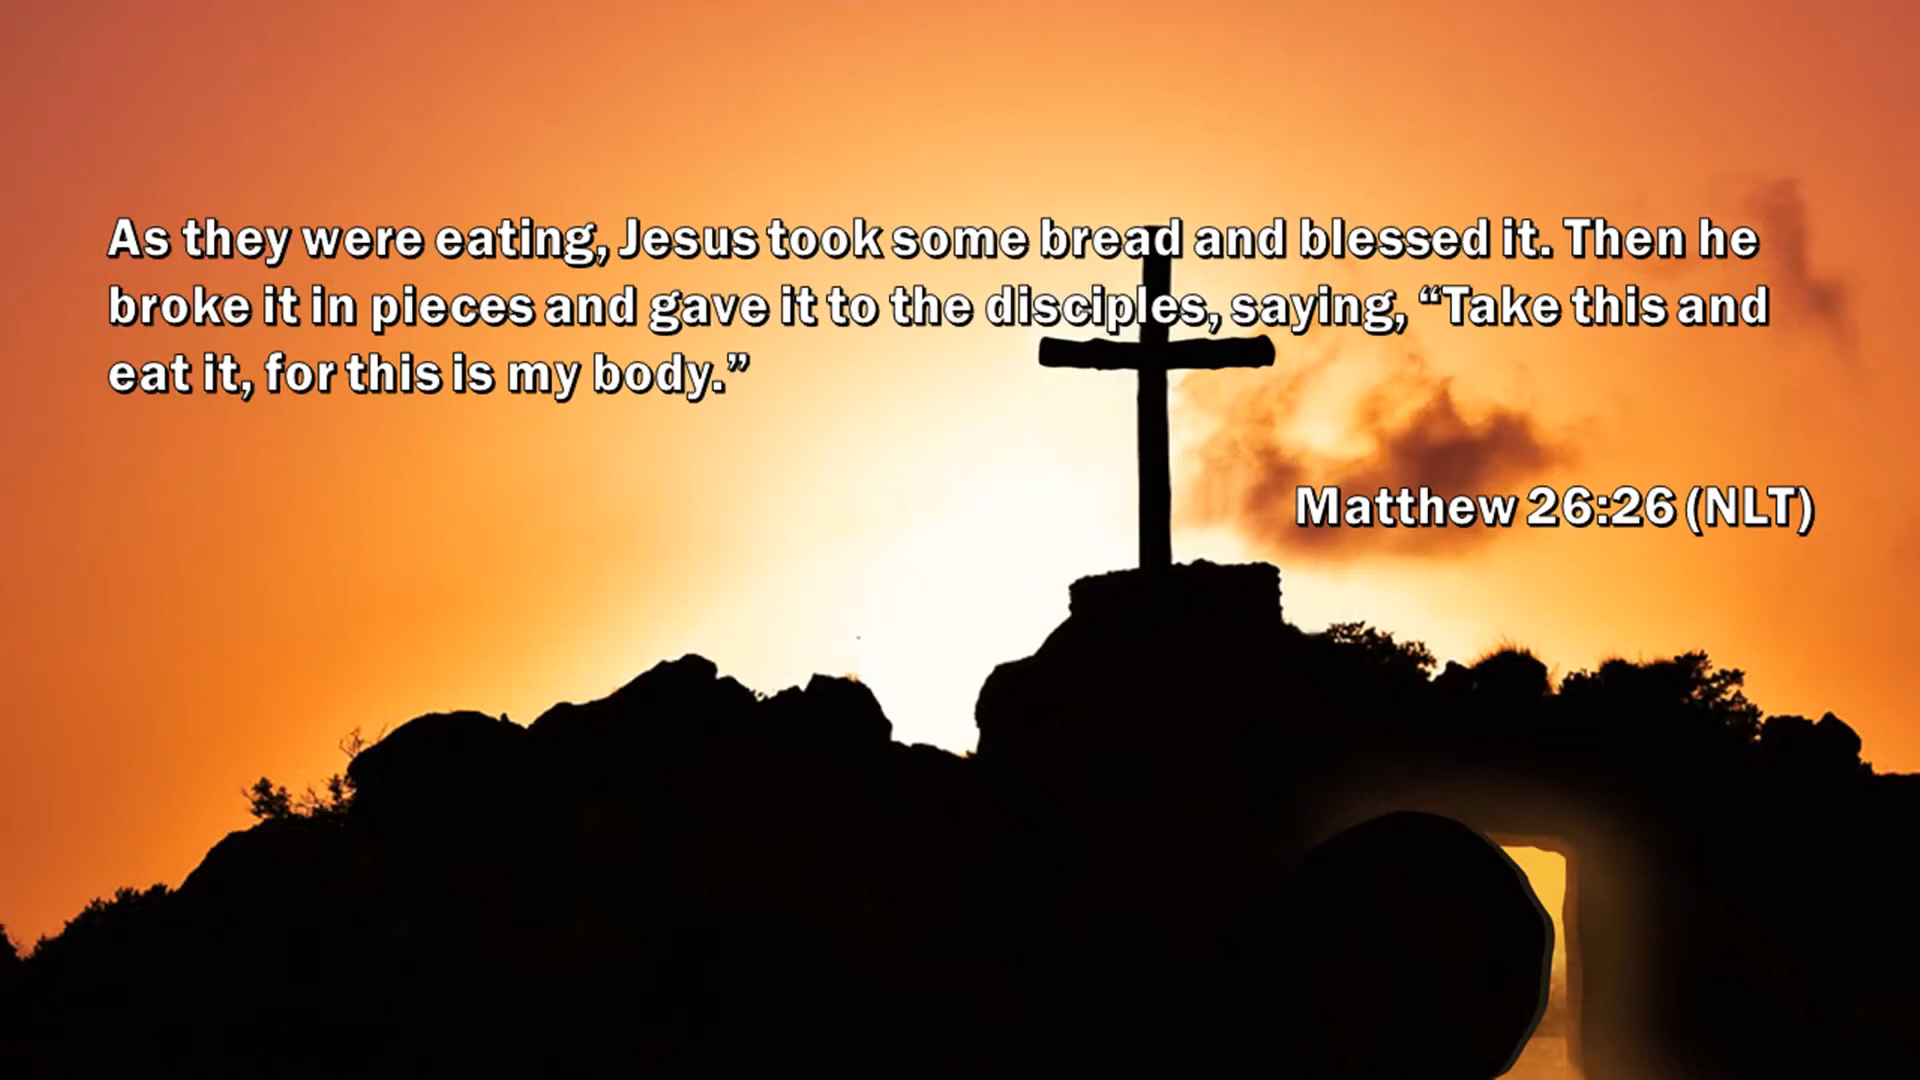 As they were eating, Jesus took some bread and blessed it. Then he
broke it in pieces and gave it to the disciples, saying, “Take this and
eat it, for this is my body.”
Matthew 26:26 (NLT)